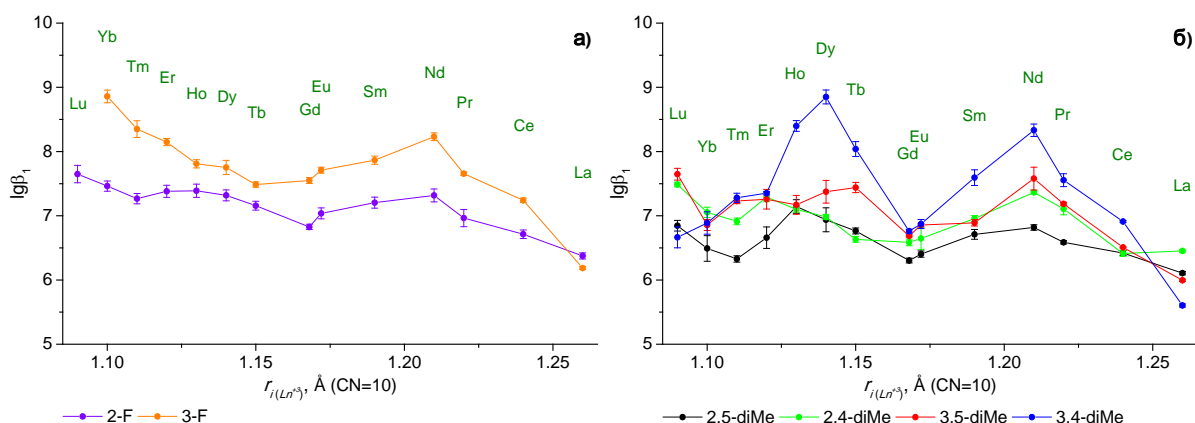 10
9
8
7
6
5
lgβ₁
Lu
Yb
Tm
Er
Ho
Dy
Tb
Gd
Eu
Sm
Nd
Pr
Ce
La
а)
1.10
1.15
1.20
1.25
r i (Ln⁺³), Å (CN=10)
2-F 3-F
10
9
8
7
6
5
lgβ₁
Lu
Yb
Tm
Er
Ho
Dy
Tb
Gd
Eu
Sm
Nd
Pr
Ce
La
б)
1.10
1.15
1.20
1.25
r i (Ln⁺³), Å (CN=10)
2.5-diMe 2.4-diMe 3.5-diMe 3.4-diMe